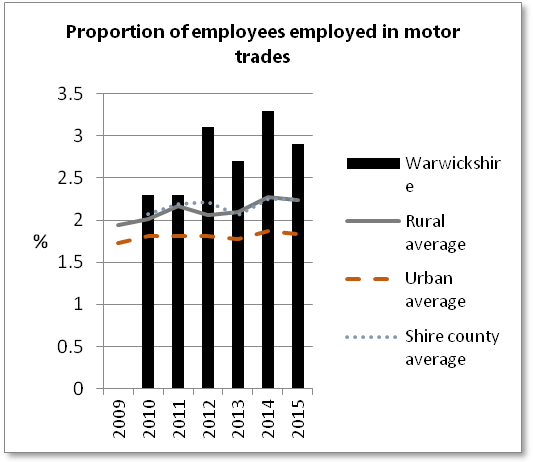 Proportion of employees employed in motor
trades
3.5
3
2.5
2
1.5
1
0.5
0
%
2009
2010
2011
2012
2013
2014
2015
Warwickshir
e
Rural
average
Urban
average
Shire county
average